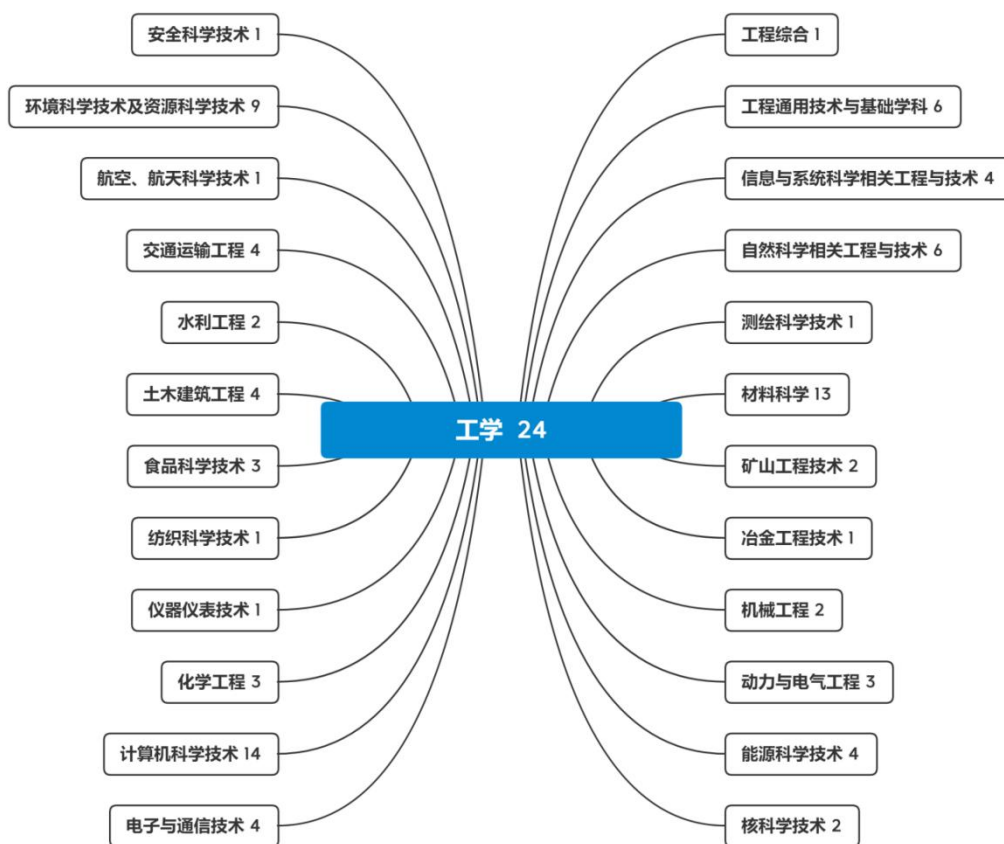 安全科学技术 1
环境科学技术及资源科学技术 9
航空、航天科学技术 1
交通运输工程 4
水利工程 2
土木建筑工程 4
食品科学技术 3
纺织科学技术 1
仪器仪表技术 1
化学工程 3
计算机科学技术 14
电子与通信技术 4
工学 24
工程综合 1
工程通用技术与基础学科 6
信息与系统科学相关工程与技术 4
自然科学相关工程与技术 6
测绘科学技术 1
材料科学 13
矿山工程技术 2
冶金工程技术 1
机械工程 2
动力与电气工程 3
能源科学技术 4
核科学技术 2